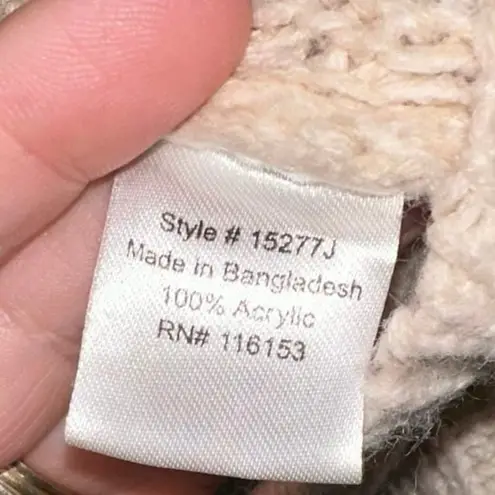 Style # 15277J
Made in Bangladesh
100% Acrylic
RN# 116153